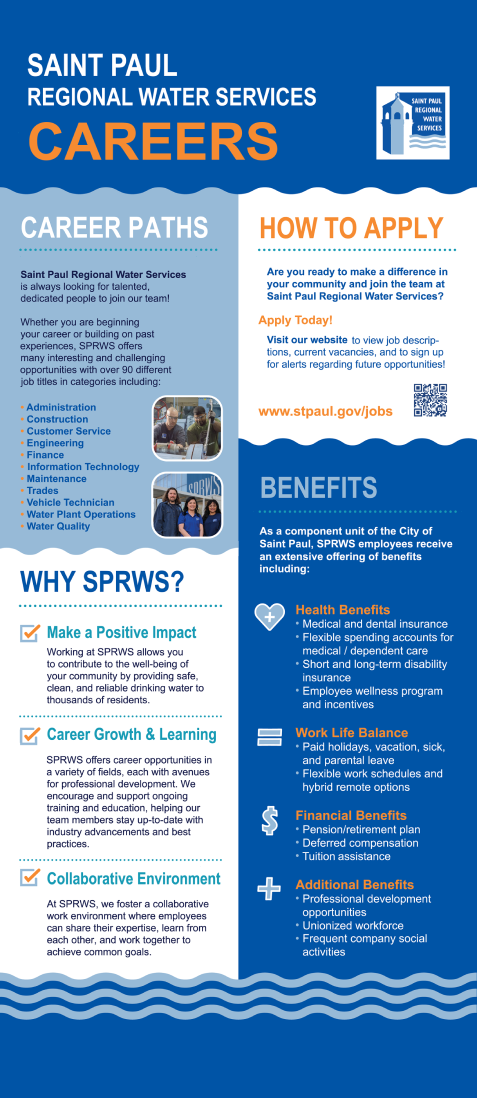 SAINT PAUL
REGIONAL WATER SERVICES
CAREERS
SAINT PAUL
REGIONAL
WATER
SERVICES
CAREER PATHS
Saint Paul Regional Water Services
is always looking for talented,
dedicated people to join our team!
Whether you are beginning
your career or building on past
experiences, SPRWS offers
many interesting and challenging
opportunities with over 90 different
job titles in categories including:
• Administration
• Construction
• Customer Service
• Engineering
• Finance
• Information Technology
• Maintenance
• Trades
• Vehicle Technician
• Water Plant Operations
• Water Quality
SPRWS
WHY SPRWS?
Make a Positive Impact
Working at SPRWS allows you
to contribute to the well-being of
your community by providing safe,
clean, and reliable drinking water to
thousands of residents.
Career Growth & Learning
SPRWS offers career opportunities in
a variety of fields, each with avenues
for professional development. We
encourage and support ongoing
training and education, helping our
team members stay up-to-date with
industry advancements and best
practices.
Collaborative Environment
At SPRWS, we foster a collaborative
work environment where employees
can share their expertise, learn from
each other, and work together to
achieve common goals.
HOW TO APPLY
Are you ready to make a difference in
your community and join the team at
Saint Paul Regional Water Services?
Apply Today!
Visit our website to view job descrip-
tions, current vacancies, and to sign up
for alerts regarding future opportunities!
www.stpaul.gov/jobs
BENEFITS
As a component unit of the City of
Saint Paul, SPRWS employees receive
an extensive offering of benefits
including:
Health Benefits
• Medical and dental insurance
• Flexible spending accounts for
medical / dependent care
• Short and long-term disability
insurance
• Employee wellness program
and incentives
Work Life Balance
• Paid holidays, vacation, sick,
and parental leave
• Flexible work schedules and
hybrid remote options
Financial Benefits
• Pension/retirement plan
• Deferred compensation
• Tuition assistance
Additional Benefits
• Professional development
opportunities
• Unionized workforce
• Frequent company social
activities